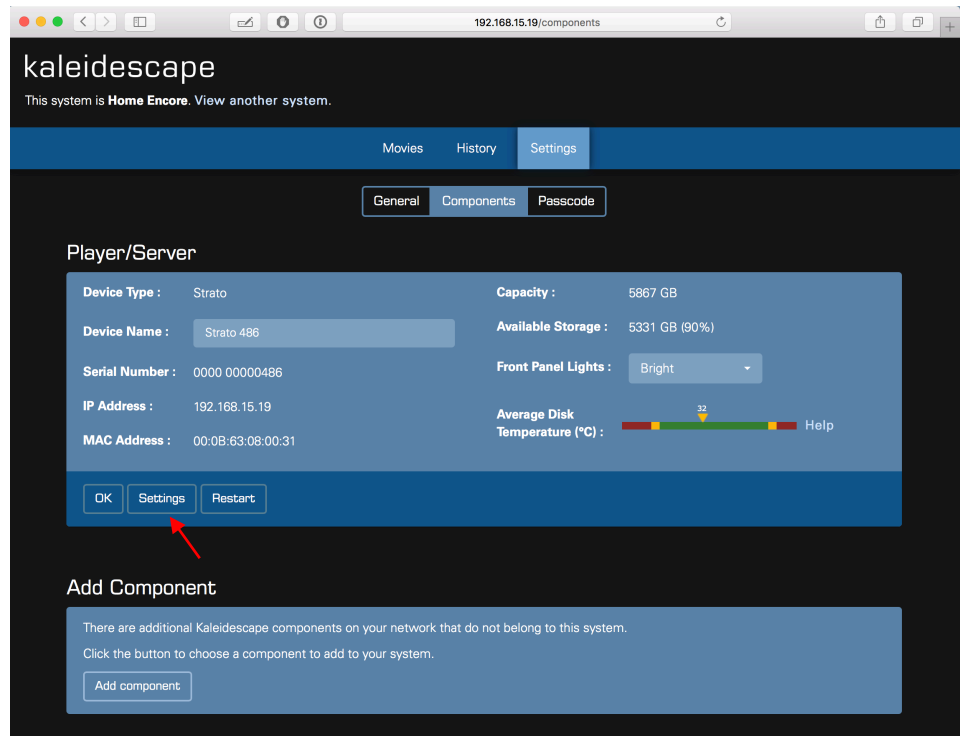 192.168.15.19/components
kaleidescape
This system is Home Encore. View another system.
Movies History Settings
General Components Passcode
Player/Server
Device Type : Strato
Device Name : Strato 486
Serial Number : 0000 00000486
IP Address : 192.168.15.19
MAC Address : 00:0B:63:08:00:31
Capacity : 5867 GB
Available Storage : 5331 GB (90%)
Front Panel Lights : Bright
32
Average Disk
Temperature (°C) : Help
OK Settings Restart
Add Component
There are additional Kaleidescape components on your network that do not belong to this system.
Click the button to choose a component to add to your system.
Add component